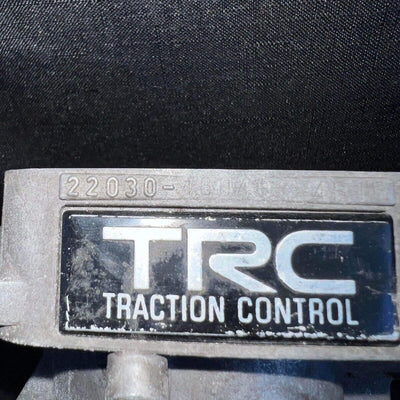 22030-
TRC
TRACTION CONTROL